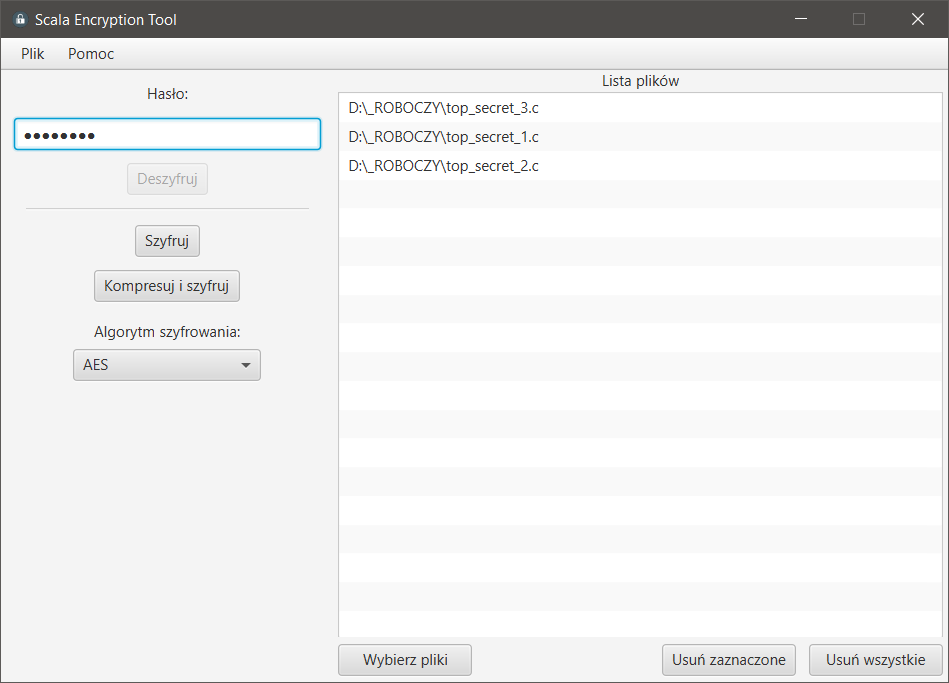 Scala Encryption Tool
Plik Pomoc
Hasło:
••••••••
Deszyfruj
Szyfruj
Kompresuj i szyfruj
Algorytm szyfrowania:
AES
Lista plików
D:\_ROBOCZY\top_secret_3.c
D:\_ROBOCZY\top_secret_1.c
D:\_ROBOCZY\top_secret_2.c
Wybierz pliki
Usuń zaznaczone
Usuń wszystkie